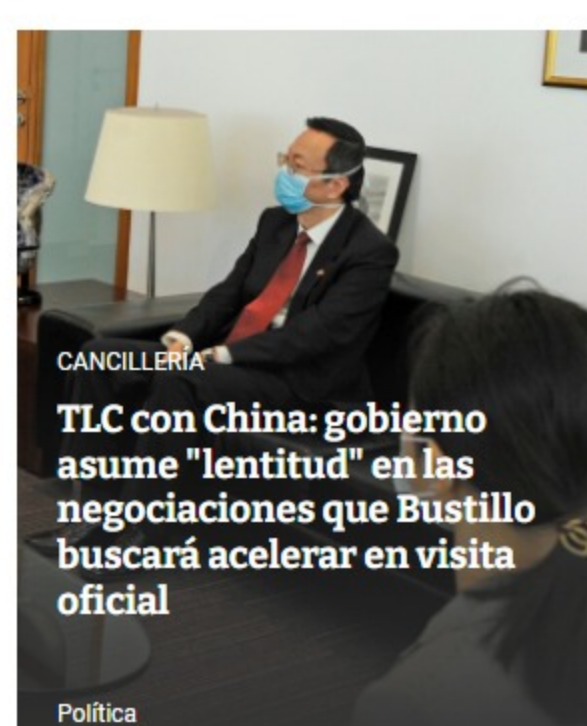 CANCILLERÍA
TLC con China: gobierno
asume "lentitud" en las
negociaciones que Bustillo
buscará acelerar en visita
oficial
Política